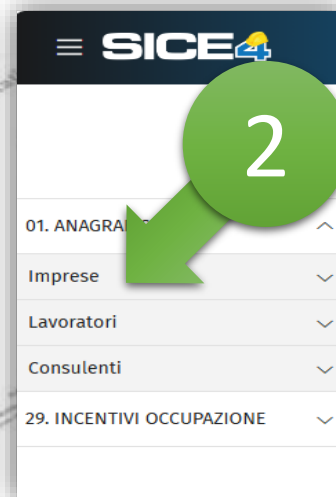 SICE4
2
01. ANAGRA
Imprese
Lavoratori
Consulenti
29. INCENTIVI OCCUPAZIONE